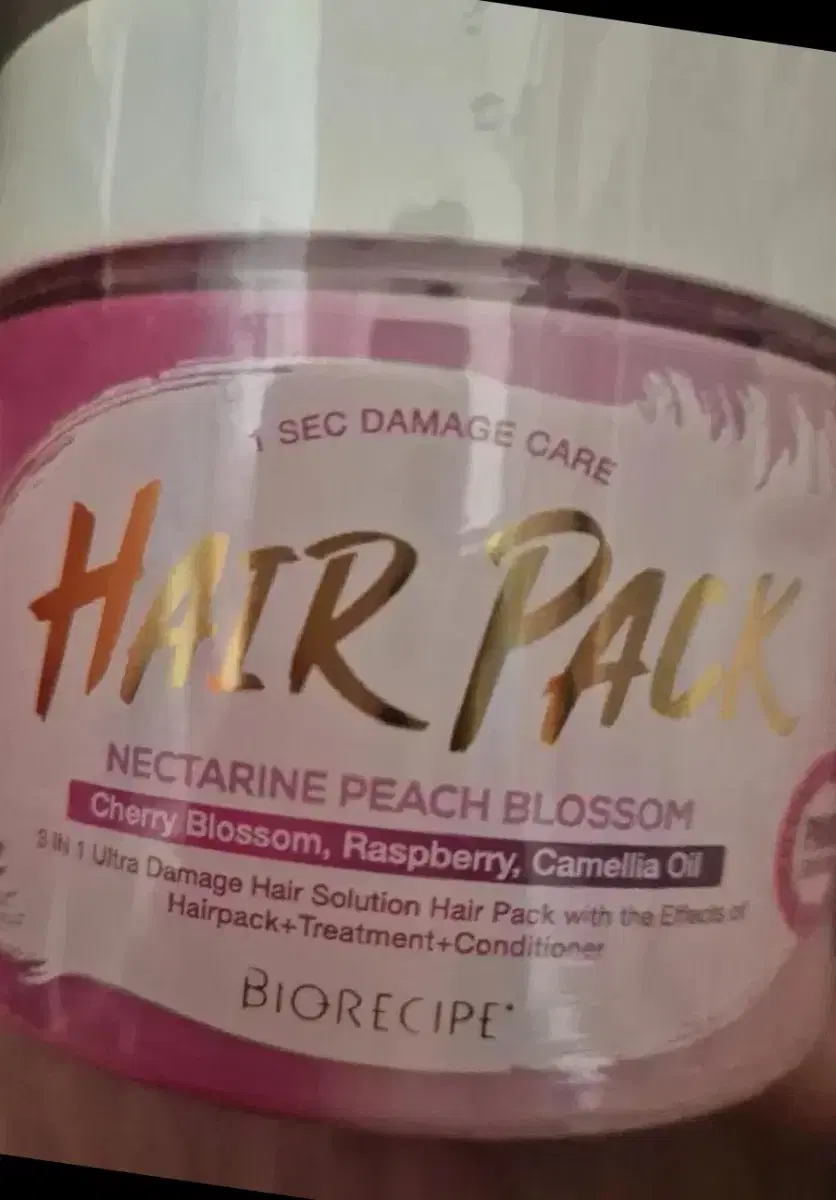 1 SEC DAMAGE CARE
HAIR PACK
NECTARINE PEACH BLOSSOM
Cherry Blossom, Raspberry, Camellia Oil
3 IN 1 Ultra Damage Hair Solution Hair Pack with the Effects of
Hairpack+Treatment+Conditioner
BIORECIPE